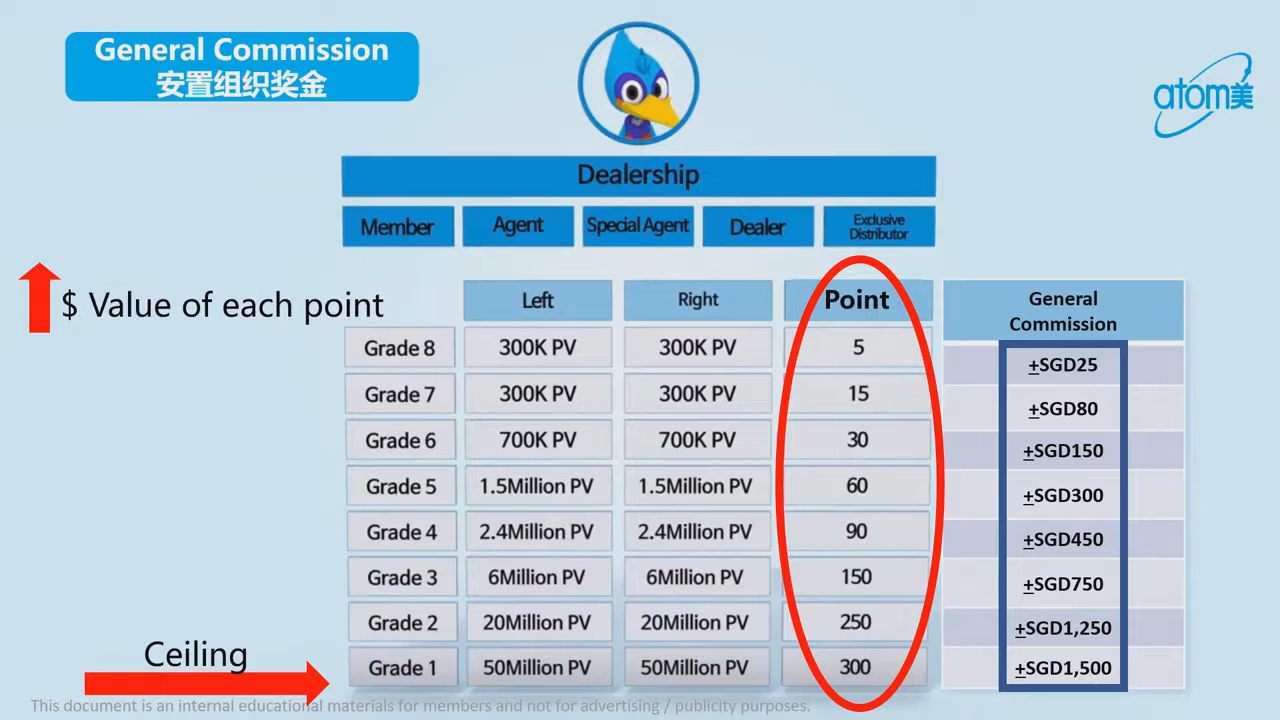 General Commission
安置组织奖金
atom美
Dealership
Member Agent Special Agent Dealer Exclusive Distributor
$ Value of each point
Left Right Point General Commission
Grade 8 300K PV 300K PV 5 +SGD25
Grade 7 300K PV 300K PV 15 +SGD80
Grade 6 700K PV 700K PV 30 +SGD150
Grade 5 1.5Million PV 1.5Million PV 60 +SGD300
Grade 4 2.4Million PV 2.4Million PV 90 +SGD450
Grade 3 6Million PV 6Million PV 150 +SGD750
Grade 2 20Million PV 20Million PV 250 +SGD1,250
Ceiling
Grade 1 50Million PV 50Million PV 300 +SGD1,500
This document is an internal educational materials for members and not for advertising / publicity purposes.